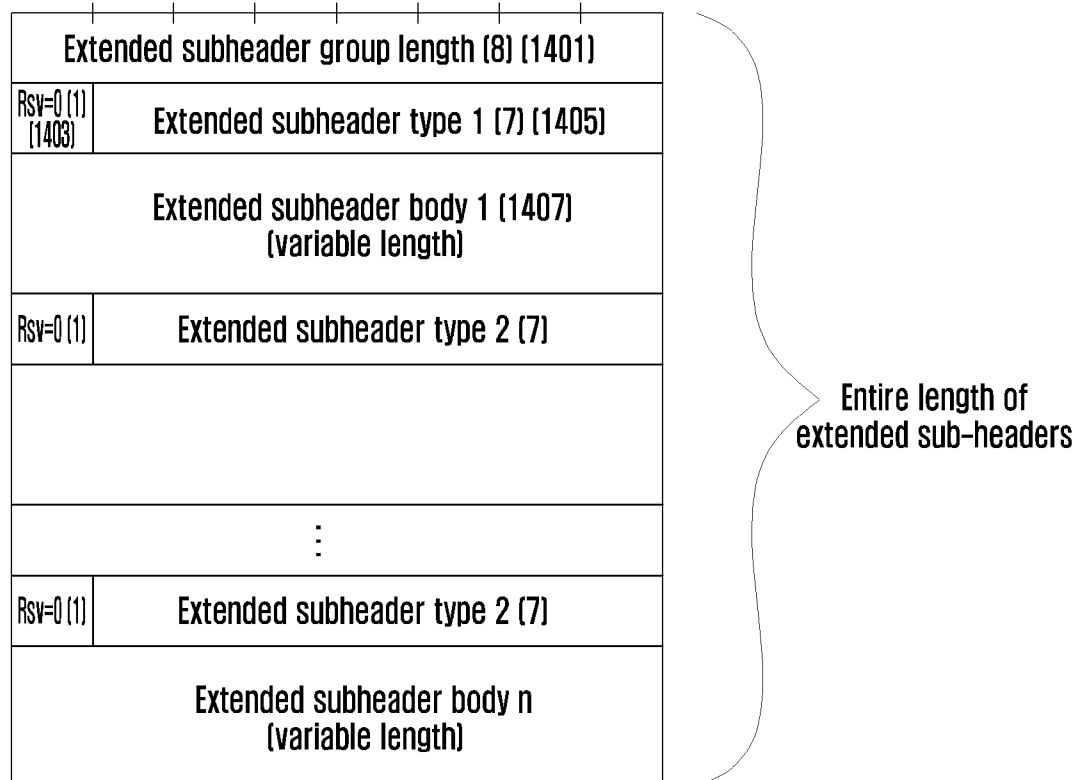 Extended subheader group length (8) (1401)
Rsv=0 (1)
(1403)
Extended subheader type 1 (7) (1405)
Extended subheader body 1 (1407)
(variable length)
Rsv=0 (1)
Extended subheader type 2 (7)
Entire length of
extended sub-headers
⋮
Rsv=0 (1)
Extended subheader type 2 (7)
Extended subheader body n
(variable length)